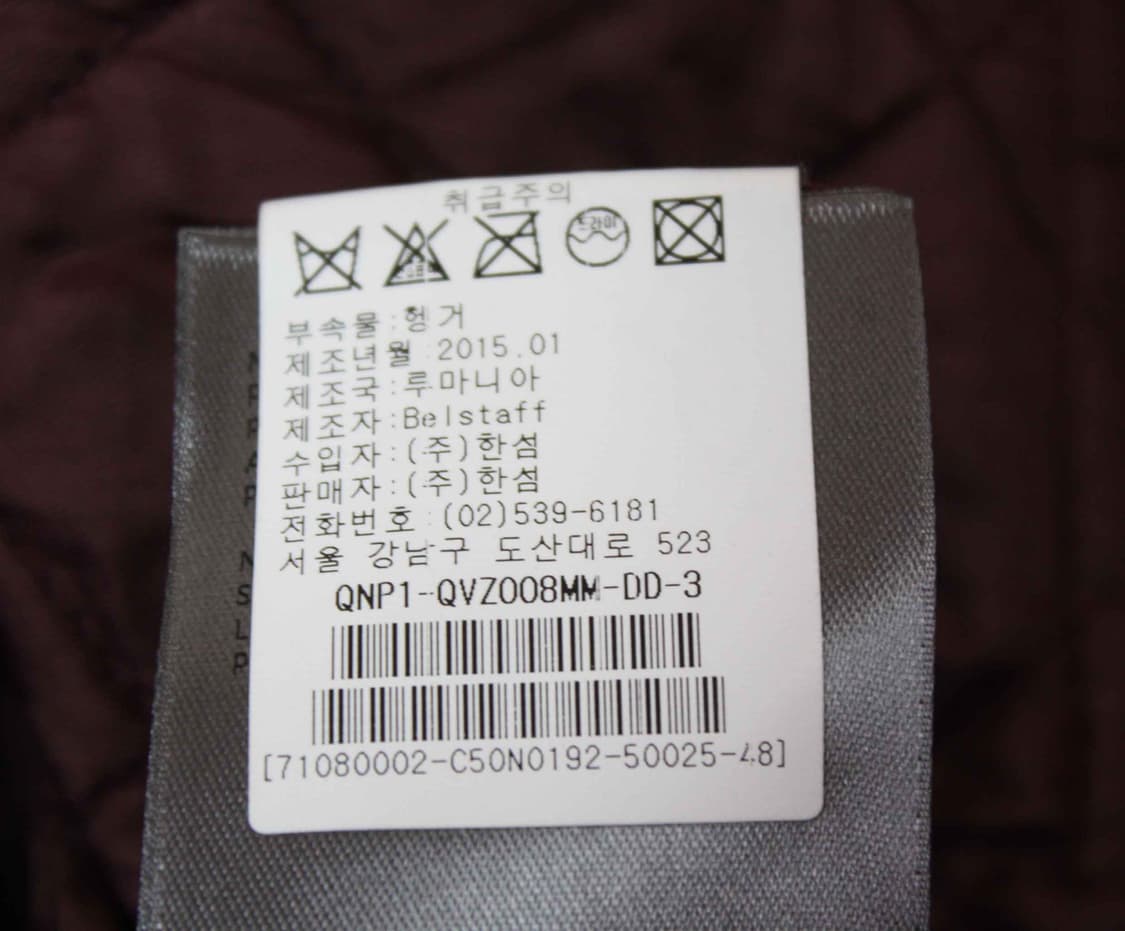 취급주의
드라이
부속물:헹거
제조년월:2015.01
제조국:루마니아
제조자:Belstaff
수입자:(주)한섬
판매자:(주)한섬
전화번호:(02)539-6181
서울 강남구 도산대로 523
QNP1-QVZ008MM-DD-3
[71080002-C50N0192-50025-48]